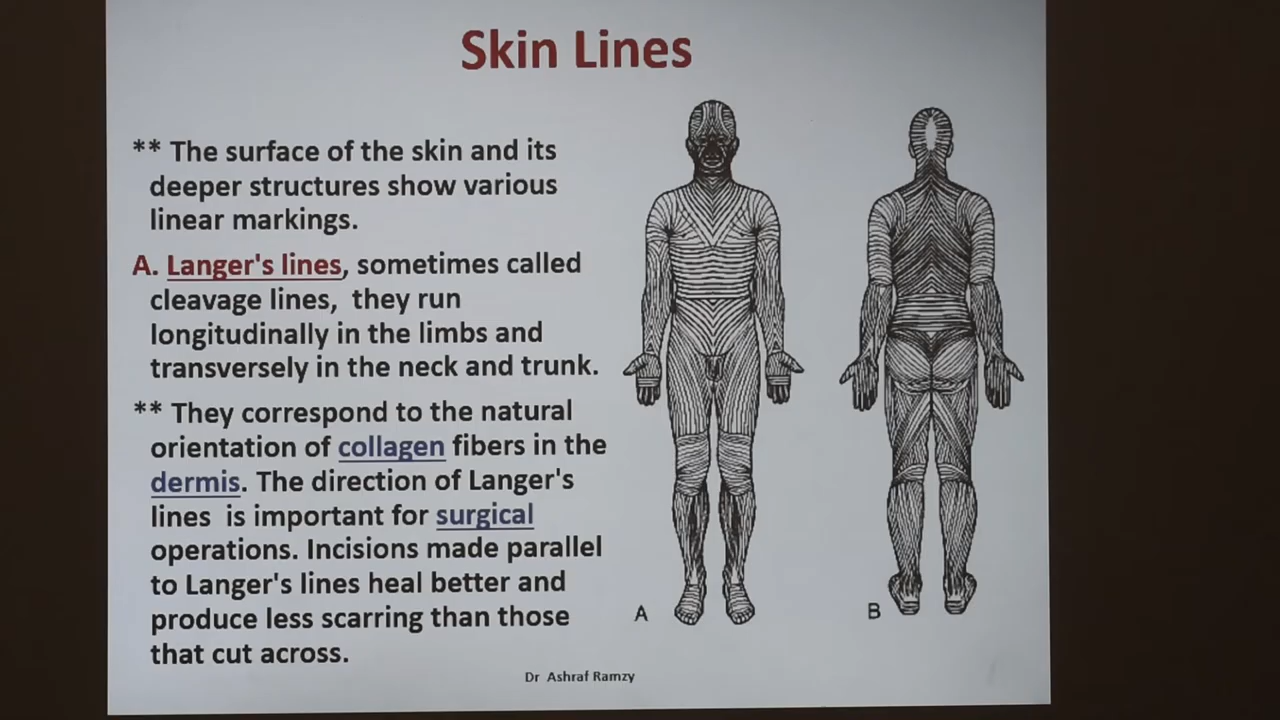 Skin Lines
** The surface of the skin and its
deeper structures show various
linear markings.
A. Langer's lines, sometimes called
cleavage lines, they run
longitudinally in the limbs and
transversely in the neck and trunk.
** They correspond to the natural
orientation of collagen fibers in the
dermis. The direction of Langer's
lines is important for surgical
operations. Incisions made parallel
to Langer's lines heal better and
produce less scarring than those
that cut across.
A
B
Dr Ashraf Ramzy